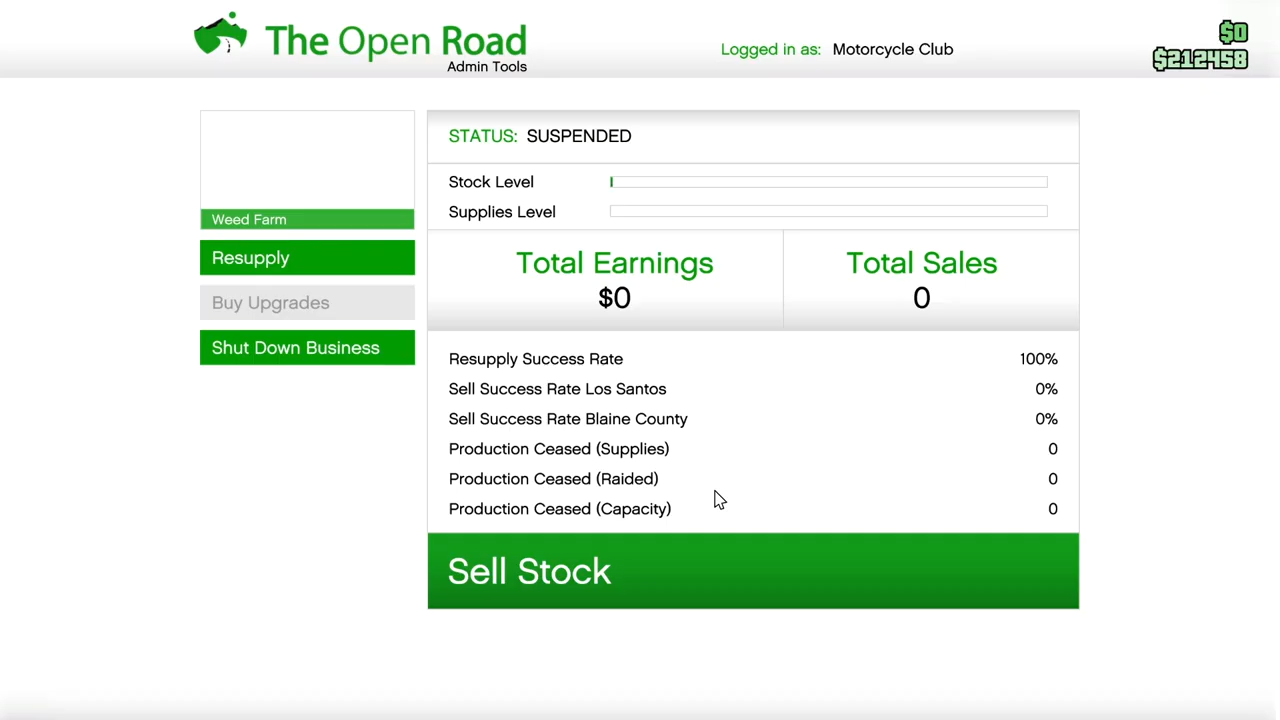 The Open Road
Admin Tools
Logged in as: Motorcycle Club
$0
$212458
Weed Farm
Resupply
Buy Upgrades
Shut Down Business
STATUS: SUSPENDED
Stock Level
Supplies Level
Total Earnings
$0
Total Sales
0
Resupply Success Rate 100%
Sell Success Rate Los Santos 0%
Sell Success Rate Blaine County 0%
Production Ceased (Supplies) 0
Production Ceased (Raided) 0
Production Ceased (Capacity) 0
Sell Stock